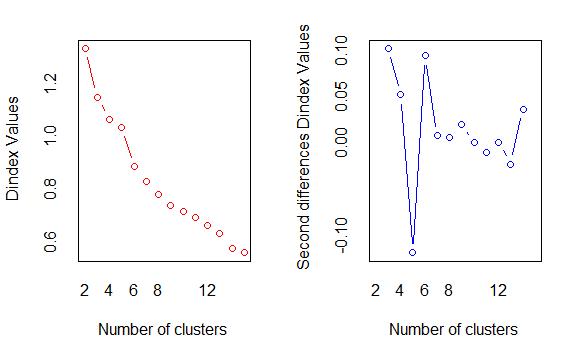 Dindex Values
0.6 0.8 1.0 1.2
2 4 6 8 12
Number of clusters
Second differences Dindex Values
-0.10 0.00 0.05 0.10
2 4 6 8 12
Number of clusters